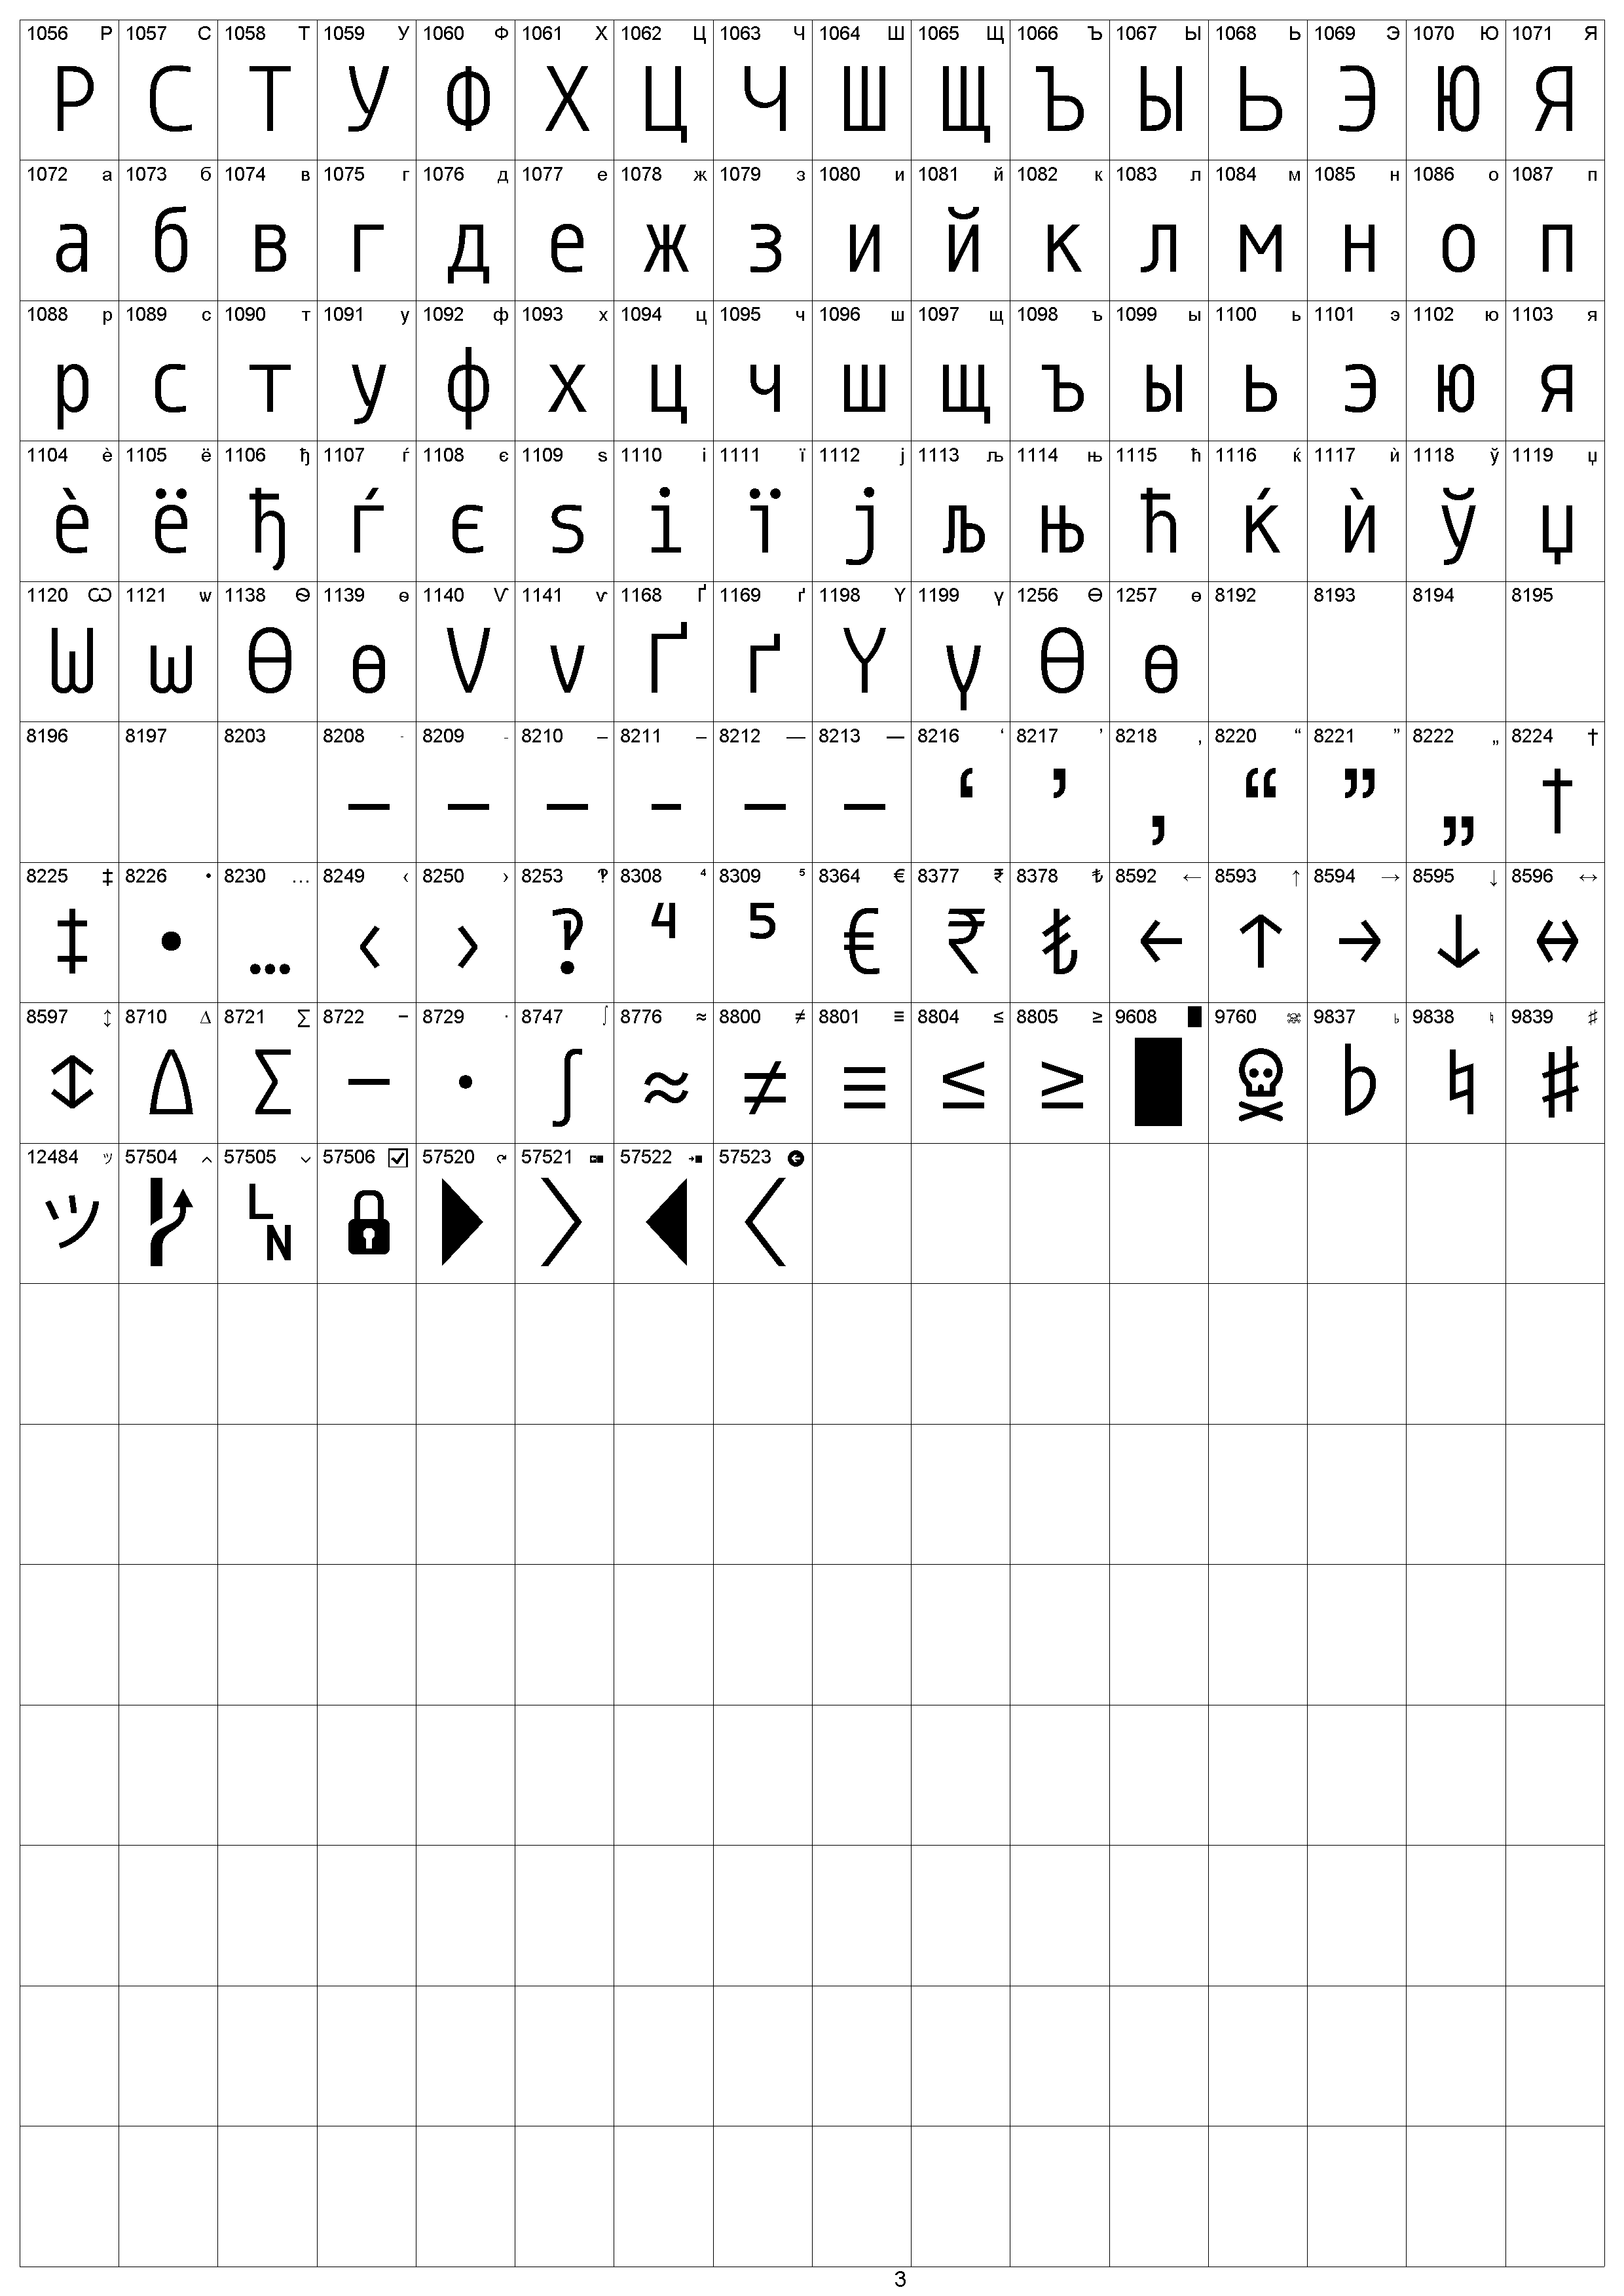 1056 Р 1057 С 1058 Т 1059 У 1060 Ф 1061 Х 1062 Ц 1063 Ч 1064 Ш 1065 Щ 1066 Ъ 1067 Ы 1068 Ь 1069 Э 1070 Ю 1071 Я
Р С Т У Ф Х Ц Ч Ш Щ Ъ Ы Ь Э Ю Я
1072 а 1073 б 1074 в 1075 г 1076 д 1077 е 1078 ж 1079 з 1080 и 1081 й 1082 к 1083 л 1084 м 1085 н 1086 о 1087 п
а б в г д е ж з и й к л м н о п
1088 р 1089 с 1090 т 1091 у 1092 ф 1093 х 1094 ц 1095 ч 1096 ш 1097 щ 1098 ъ 1099 ы 1100 ь 1101 э 1102 ю 1103 я
р с т у ф х ц ч ш щ ъ ы ь э ю я
1104 ѐ 1105 ё 1106 ђ 1107 ѓ 1108 є 1109 ѕ 1110 і 1111 ї 1112 ј 1113 љ 1114 њ 1115 ћ 1116 ќ 1117 ѝ 1118 ў 1119 џ
ѐ ё ђ ѓ є ѕ і ї ј љ њ ћ ќ ѝ ў џ
1120 Ѡ 1121 ѡ 1138 Ѳ 1139 ѳ 1140 Ѵ 1141 ѵ 1168 Ґ 1169 ґ 1198 Ү 1199 ү 1256 Ө 1257 ө 8192 8193 8194 8195
Ѡ ѡ Ѳ ѳ Ѵ ѵ Ґ ґ Ү ү Ө ө
8196 8197 8203 8208 ‐ 8209 ‑ 8210 ‒ 8211 – 8212 — 8213 ― 8216 ‘ 8217 ’ 8218 ‚ 8220 “ 8221 ” 8222 „ 8224 †
‐ ‑ ‒ – — ― ‘ ’ ‚ “ ” „ †
8225 ‡ 8226 • 8230 … 8249 ‹ 8250 › 8253 ‽ 8308 ⁴ 8309 ⁵ 8364 € 8377 ₹ 8378 ₺ 8592 ← 8593 ↑ 8594 → 8595 ↓ 8596 ↔
‡ • … ‹ › ‽ ⁴ ⁵ € ₹ ₺ ← ↑ → ↓ ↔
8597 ↕ 8710 ∆ 8721 ∑ 8722 − 8729 ∙ 8747 ∫ 8776 ≈ 8800 ≠ 8801 ≡ 8804 ≤ 8805 ≥ 9608 █ 9760 ☠ 9837 ♭ 9838 ♮ 9839 ♯
↕ ∆ ∑ − ∙ ∫ ≈ ≠ ≡ ≤ ≥ █ ☠ ♭ ♮ ♯
12484 ツ 57504 57505 57506 57520 57521 57522 57523
ツ L N
3